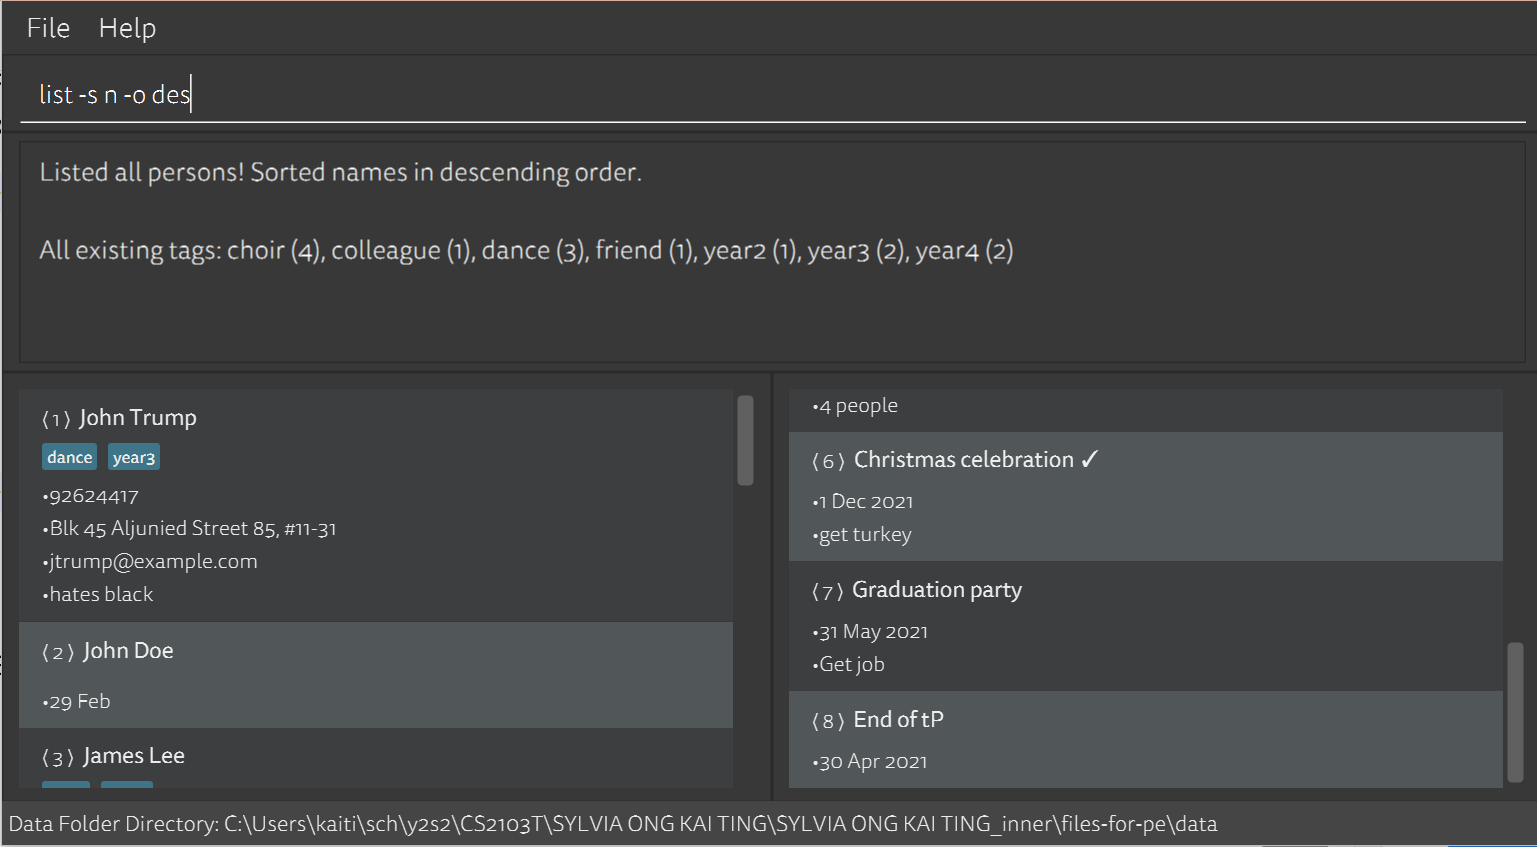 File Help
list -s n -o des
Listed all persons! Sorted names in descending order.
All existing tags: choir (4), colleague (1), dance (3), friend (1), year2 (1), year3 (2), year4 (2)
(1) John Trump
dance year3
•92624417
•Blk 45 Aljunied Street 85, #11-31
•jtrump@example.com
•hates black
(2) John Doe
•29 Feb
(3) James Lee
•4 people
(6) Christmas celebration ✓
•1 Dec 2021
•get turkey
(7) Graduation party
•31 May 2021
•Get job
(8) End of tP
•30 Apr 2021
Data Folder Directory: C:\Users\kaiti\sch\y2s2\CS2103T\SYLVIA ONG KAI TING\SYLVIA ONG KAI TING_inner\files-for-pe\data